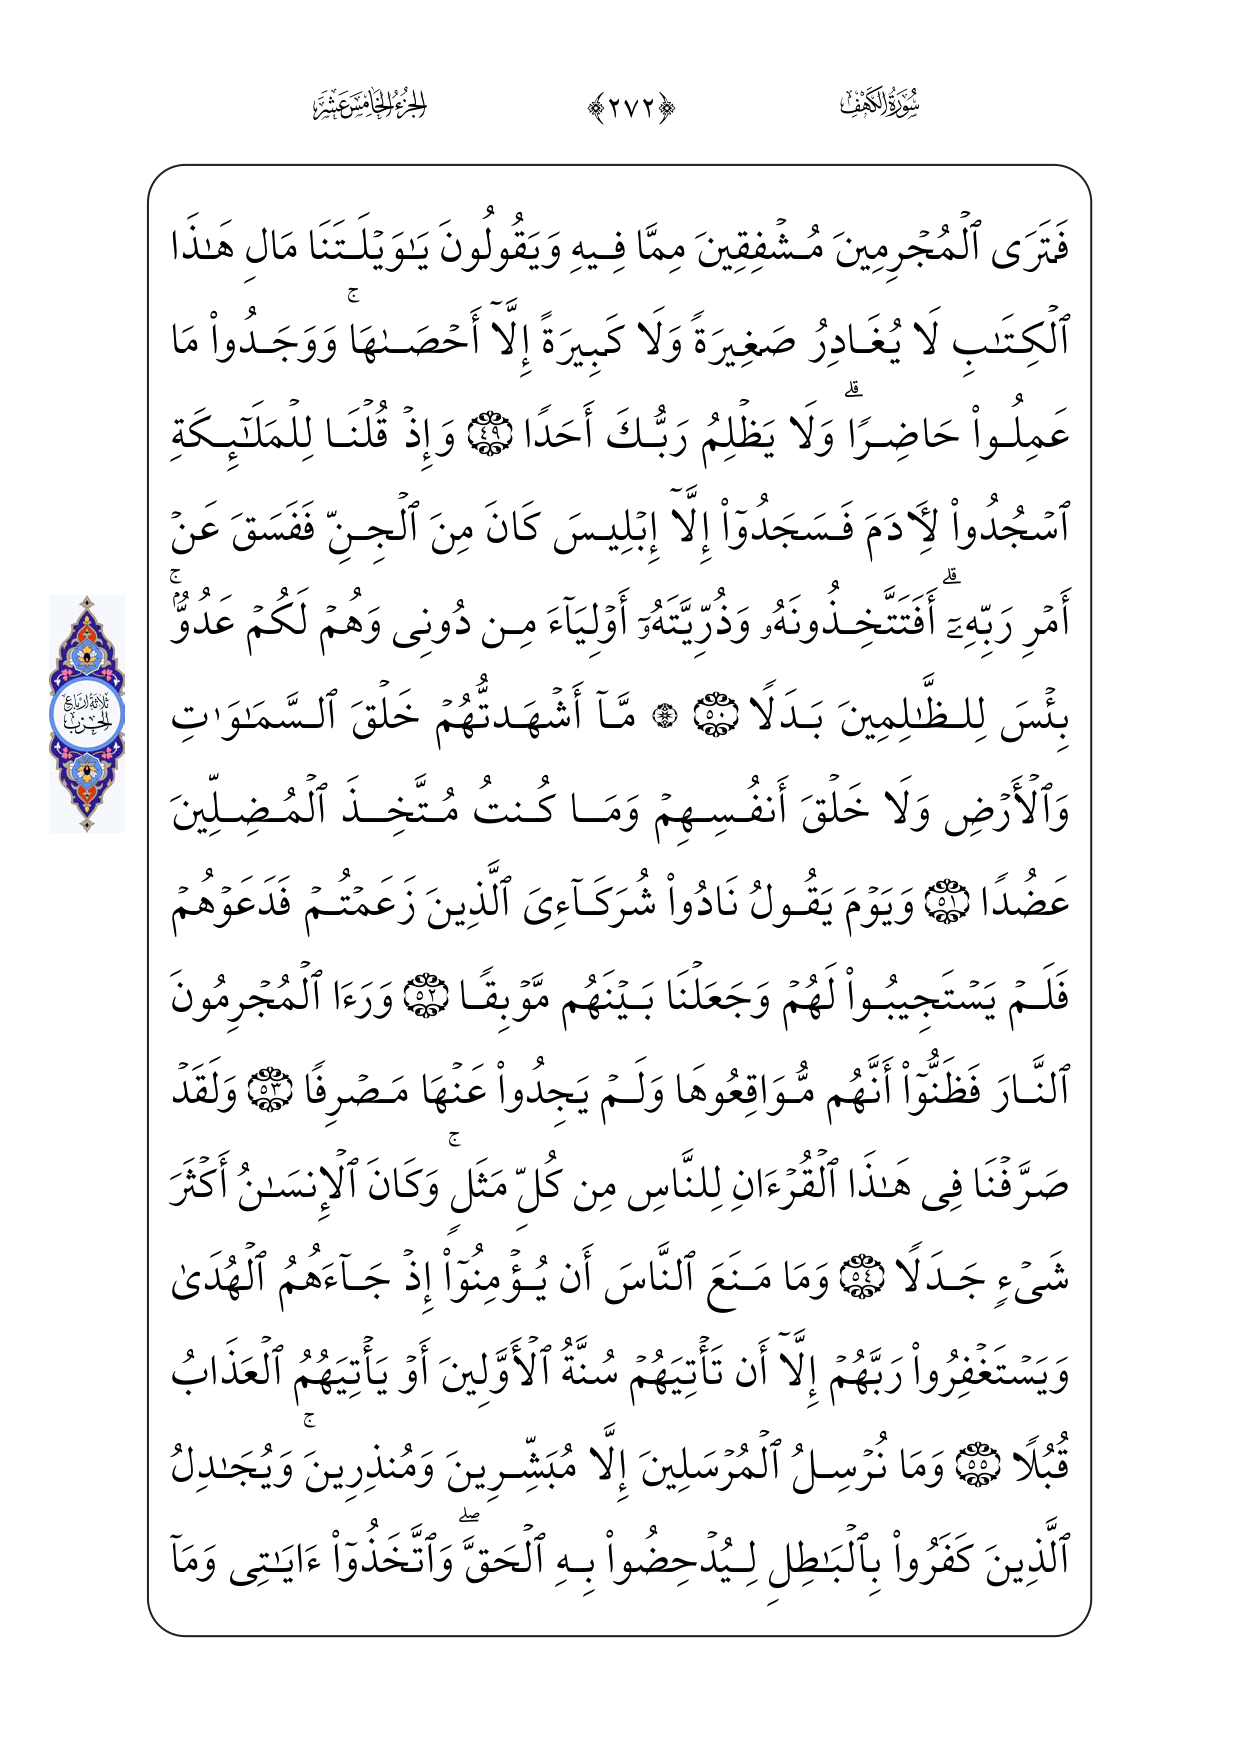 سُورَةُ الكَهْفِ ﴿٢٧٢﴾ الجُزْءُ الخَامِسَ عَشَرَ
فَتَرَى ٱلْمُجْرِمِينَ مُشْفِقِينَ مِمَّا فِيهِ وَيَقُولُونَ يَـٰوَيْلَتَنَا مَالِ هَـٰذَا
ٱلْكِتَـٰبِ لَا يُغَادِرُ صَغِيرَةً وَلَا كَبِيرَةً إِلَّآ أَحْصَىٰهَا ۚ وَوَجَدُوا۟ مَا
عَمِلُوا۟ حَاضِرًا ۗ وَلَا يَظْلِمُ رَبُّكَ أَحَدًا ٤٩ وَإِذْ قُلْنَا لِلْمَلَـٰٓئِكَةِ
ٱسْجُدُوا۟ لِـَٔادَمَ فَسَجَدُوٓا۟ إِلَّآ إِبْلِيسَ كَانَ مِنَ ٱلْجِنِّ فَفَسَقَ عَنْ
أَمْرِ رَبِّهِۦٓ ۗ أَفَتَتَّخِذُونَهُۥ وَذُرِّيَّتَهُۥٓ أَوْلِيَآءَ مِن دُونِى وَهُمْ لَكُمْ عَدُوٌّۢ ۚ
بِئْسَ لِلظَّـٰلِمِينَ بَدَلًا ٥٠ ۞ مَّآ أَشْهَدتُّهُمْ خَلْقَ ٱلسَّمَـٰوَٰتِ
وَٱلْأَرْضِ وَلَا خَلْقَ أَنفُسِهِمْ وَمَا كُنتُ مُتَّخِذَ ٱلْمُضِلِّينَ
عَضُدًا ٥١ وَيَوْمَ يَقُولُ نَادُوا۟ شُرَكَآءِىَ ٱلَّذِينَ زَعَمْتُمْ فَدَعَوْهُمْ
فَلَمْ يَسْتَجِيبُوا۟ لَهُمْ وَجَعَلْنَا بَيْنَهُم مَّوْبِقًا ٥٢ وَرَءَا ٱلْمُجْرِمُونَ
ٱلنَّارَ فَظَنُّوٓا۟ أَنَّهُم مُّوَاقِعُوهَا وَلَمْ يَجِدُوا۟ عَنْهَا مَصْرِفًا ٥٣ وَلَقَدْ
صَرَّفْنَا فِى هَـٰذَا ٱلْقُرْءَانِ لِلنَّاسِ مِن كُلِّ مَثَلٍ ۚ وَكَانَ ٱلْإِنسَـٰنُ أَكْثَرَ
شَىْءٍ جَدَلًا ٥٤ وَمَا مَنَعَ ٱلنَّاسَ أَن يُؤْمِنُوٓا۟ إِذْ جَآءَهُمُ ٱلْهُدَىٰ
وَيَسْتَغْفِرُوا۟ رَبَّهُمْ إِلَّآ أَن تَأْتِيَهُمْ سُنَّةُ ٱلْأَوَّلِينَ أَوْ يَأْتِيَهُمُ ٱلْعَذَابُ
قُبُلًا ٥٥ وَمَا نُرْسِلُ ٱلْمُرْسَلِينَ إِلَّا مُبَشِّرِينَ وَمُنذِرِينَ ۚ وَيُجَـٰدِلُ
ٱلَّذِينَ كَفَرُوا۟ بِٱلْبَـٰطِلِ لِيُدْحِضُوا۟ بِهِ ٱلْحَقَّ ۖ وَٱتَّخَذُوٓا۟ ءَايَـٰتِى وَمَآ
ثَلَاثَةُ أَرْبَاعِ
الحِزْبِ